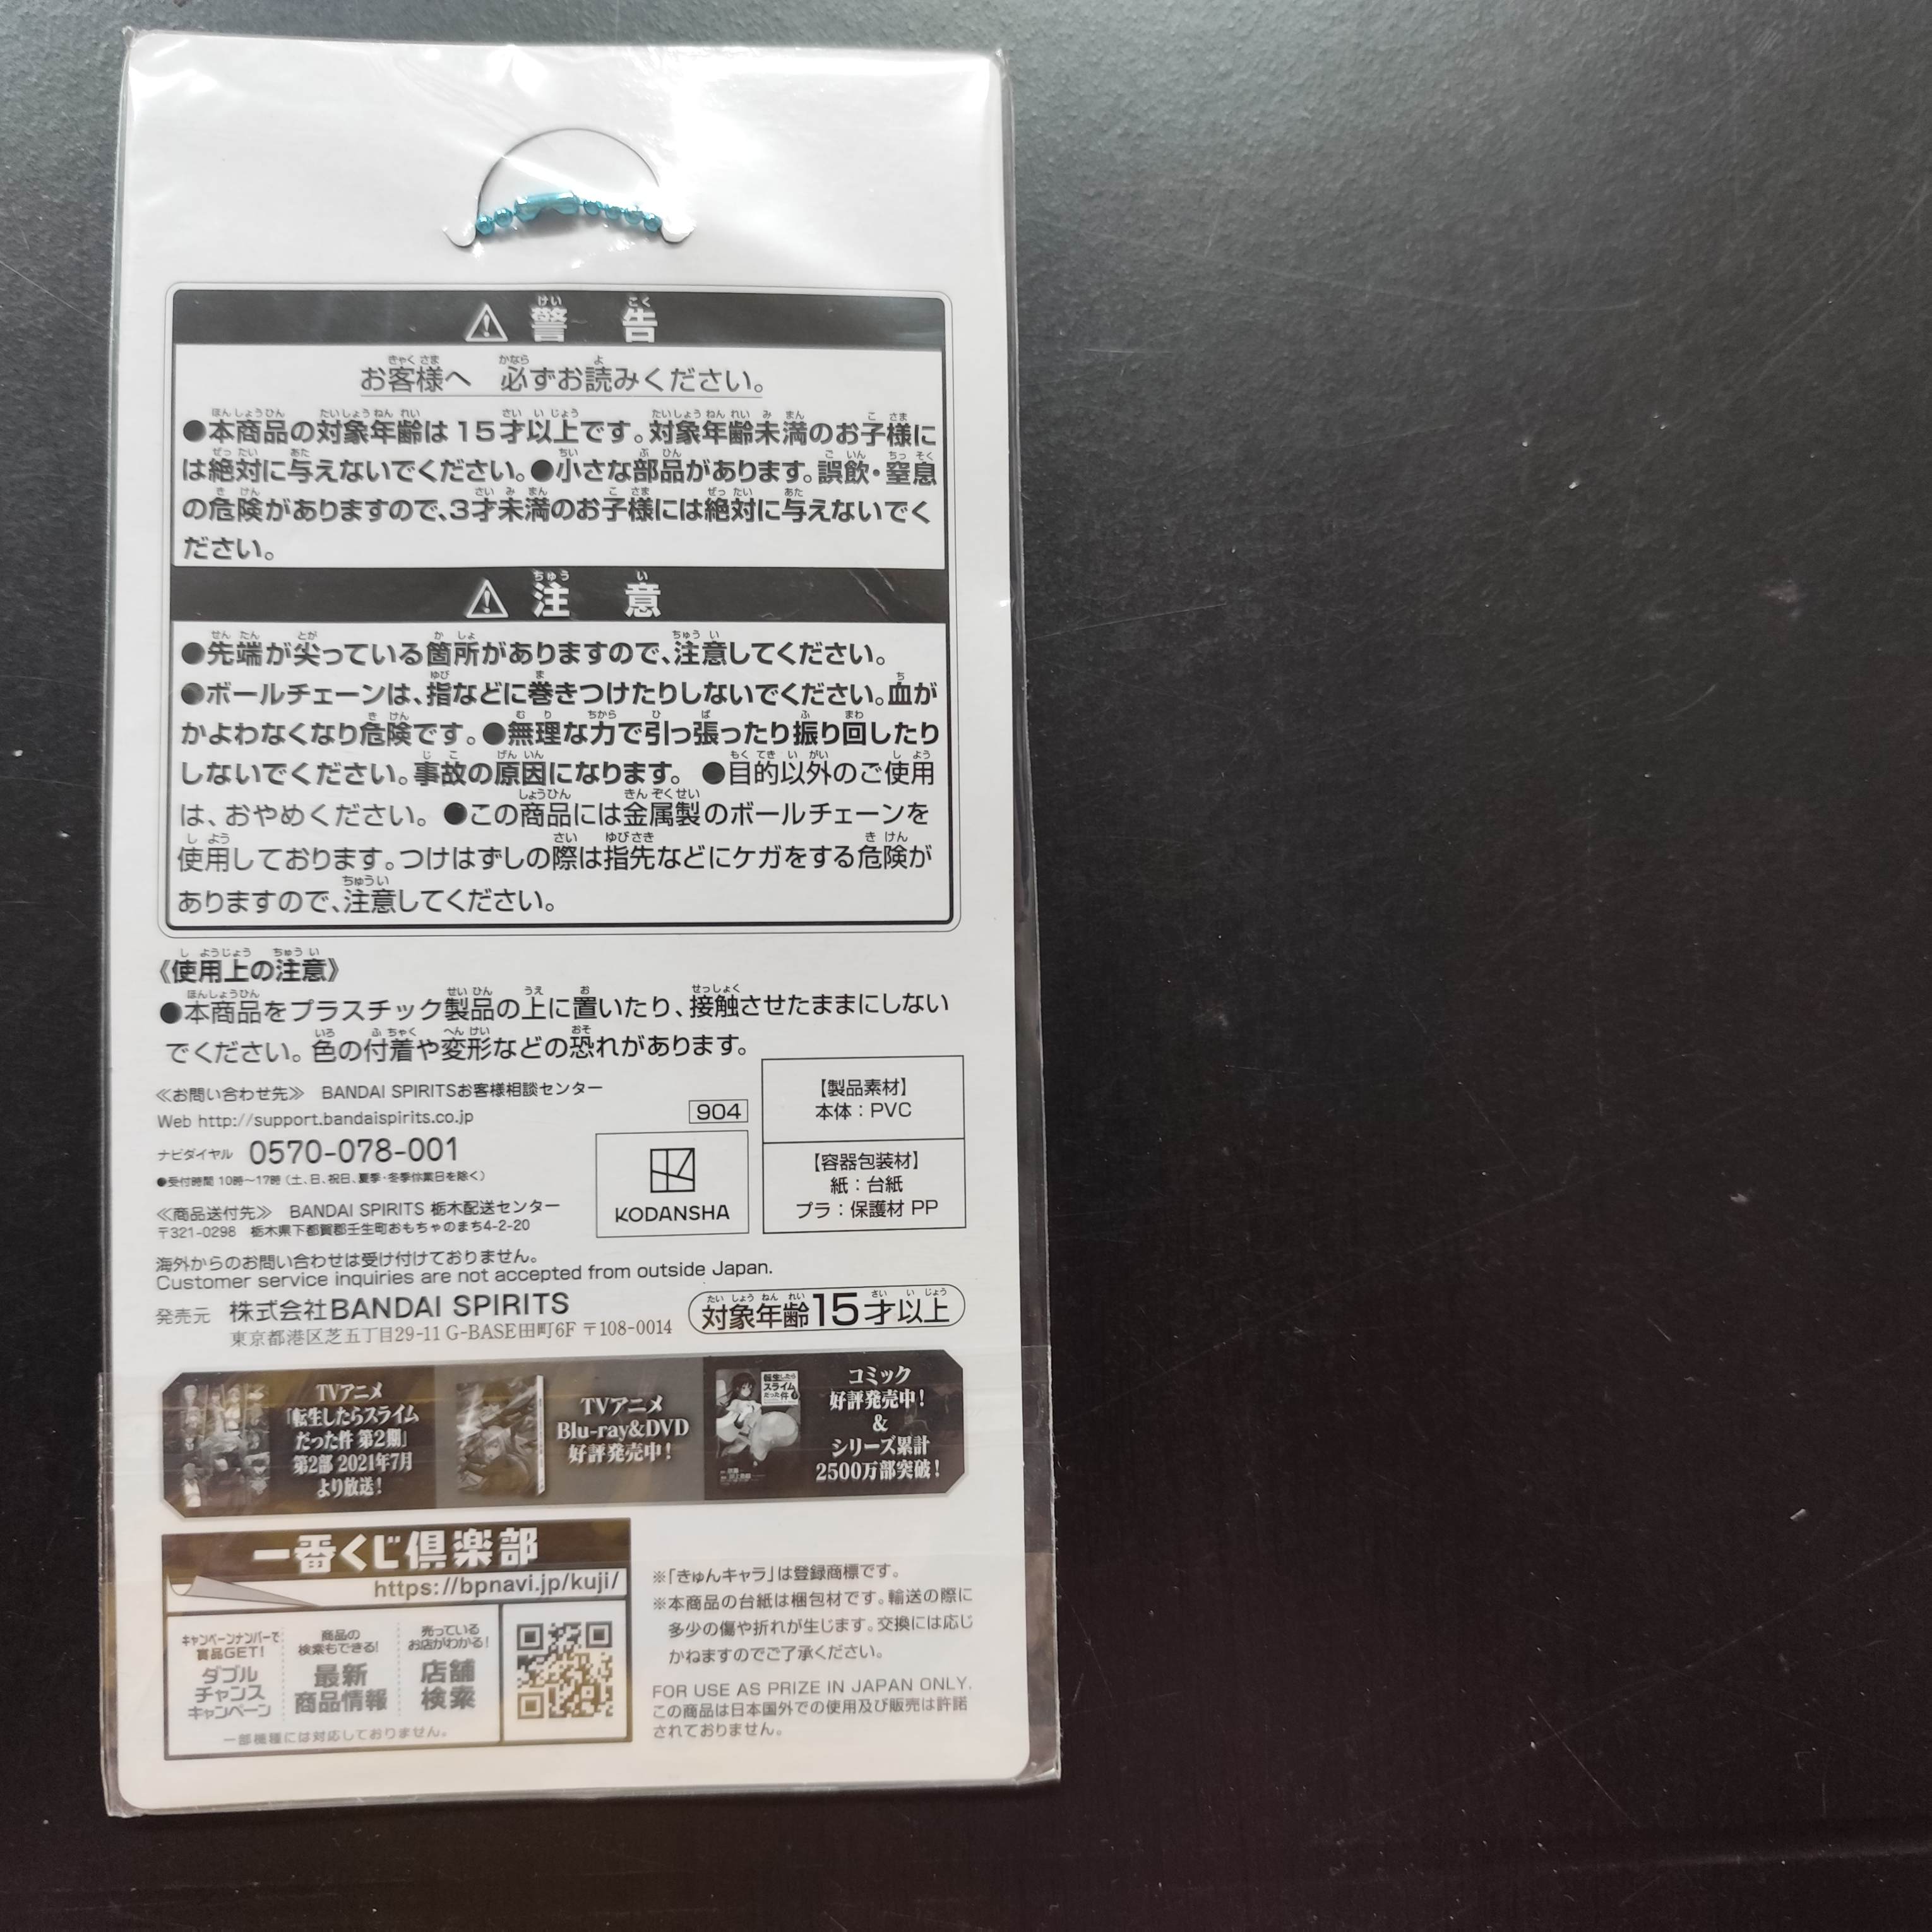 警告
お客様へ 必ずお読みください。
●本商品の対象年齢は15才以上です。対象年齢未満のお子様に
は絶対に与えないでください。●小さな部品があります。誤飲・窒息
の危険がありますので、3才未満のお子様には絶対に与えないでく
ださい。
注意
●先端が尖っている箇所がありますので、注意してください。
●ボールチェーンは、指などに巻きつけたりしないでください。血が
かよわなくなり危険です。●無理な力で引っ張ったり振り回したり
しないでください。事故の原因になります。 ●目的以外のご使用
は、おやめください。●この商品には金属製のボールチェーンを
使用しております。つけはずしの際は指先などにケガをする危険が
ありますので、注意してください。
《使用上の注意》
●本商品をプラスチック製品の上に置いたり、接触させたままにしない
でください。色の付着や変形などの恐れがあります。
≪お問い合わせ先≫ BANDAI SPIRITSお客様相談センター
Web http://support.bandaispirits.co.jp
ナビダイヤル 0570-078-001
●受付時間 10時〜17時（土、日、祝日、夏季・冬季休業日を除く）
≪商品送付先≫ BANDAI SPIRITS 栃木配送センター
〒321-0298 栃木県下都賀郡壬生町おもちゃのまち4-2-20
904
KODANSHA
【製品素材】
本体：PVC
【容器包装材】
紙：台紙
プラ：保護材 PP
海外からのお問い合わせは受け付けておりません。
Customer service inquiries are not accepted from outside Japan.
発売元 株式会社BANDAI SPIRITS
東京都港区芝五丁目29-11 G-BASE田町6F 〒108-0014
対象年齢15才以上
TVアニメ
「転生したらスライム
だった件 第2期」
第2部 2021年7月
より放送！
TVアニメ
Blu-ray&DVD
好評発売中！
転生したら
スライム
だった件
コミック
好評発売中！
&
シリーズ累計
2500万部突破！
一番くじ倶楽部
https://bpnavi.jp/kuji/
キャンペーンナンバーで
賞品GET！
ダブル
チャンス
キャンペーン
商品の
検索もできる!
最新
商品情報
売っている
お店がわかる!
店舗
検索
一部機種には対応しておりません。
※「きゅんキャラ」は登録商標です。
※本商品の台紙は梱包材です。輸送の際に
多少の傷や折れが生じます。交換には応じ
かねますのでご了承ください。
FOR USE AS PRIZE IN JAPAN ONLY.
この商品は日本国外での使用及び販売は許諾
されておりません。